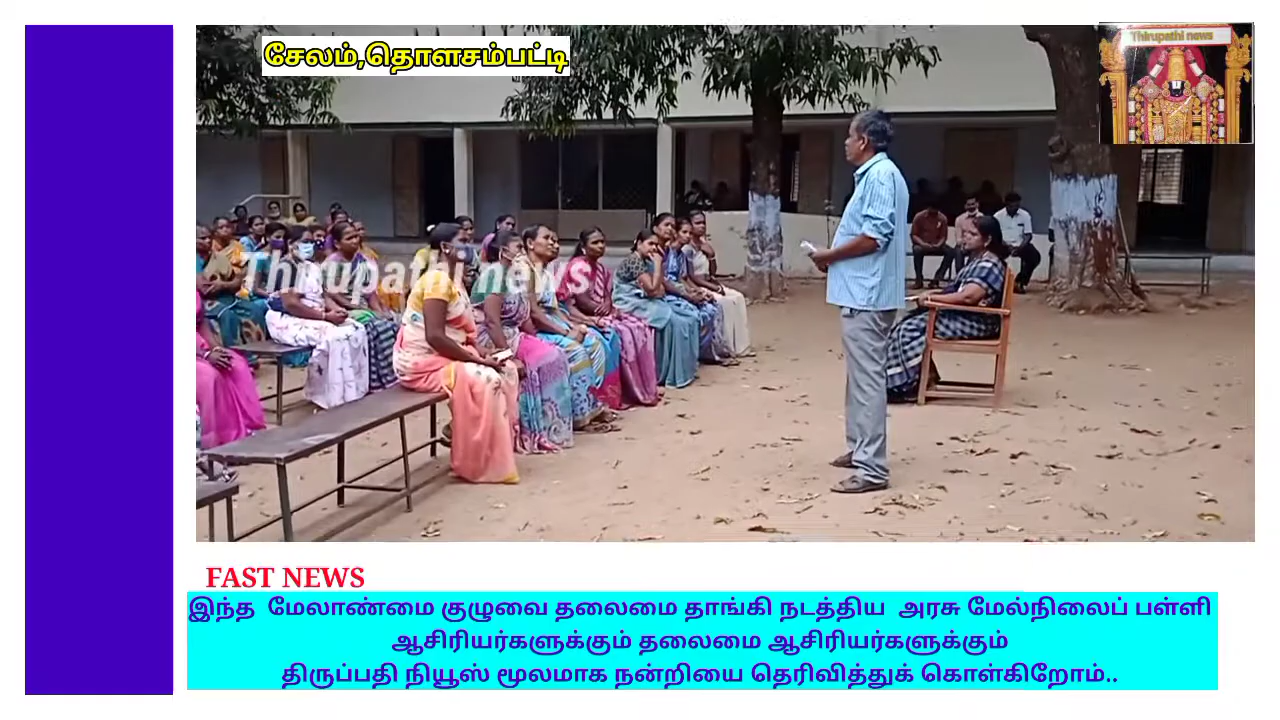 சேலம்,தொளசம்பட்டி
Thirupathi news
Thirupathi news
FAST NEWS
இந்த மேலாண்மை குழுவை தலைமை தாங்கி நடத்திய அரசு மேல்நிலைப் பள்ளி
ஆசிரியர்களுக்கும் தலைமை ஆசிரியர்களுக்கும்
திருப்பதி நியூஸ் மூலமாக நன்றியை தெரிவித்துக் கொள்கிறோம்..